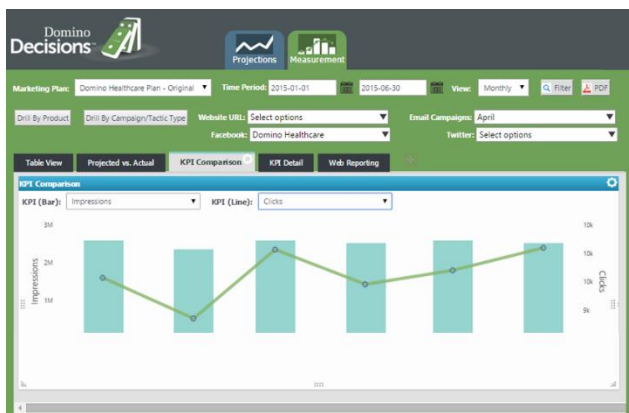 Domino
Decisions
Projections
Measurement
Marketing Plan: Domino Healthcare Plan - Original Time Period: 2015-01-01 2015-06-30 View: Monthly Filter PDF
Drill By Product Drill By Campaign/Tactic Type Website URL: Select options Email Campaigns: April
Facebook: Domino Healthcare Twitter: Select options
Table View Projected vs. Actual KPI Comparison KPI Detail Web Reporting
KPI Comparison
KPI (Bar): Impressions KPI (Line): Clicks
3M 10k
10k
2M
10k
1M
9k
Impressions
Clicks